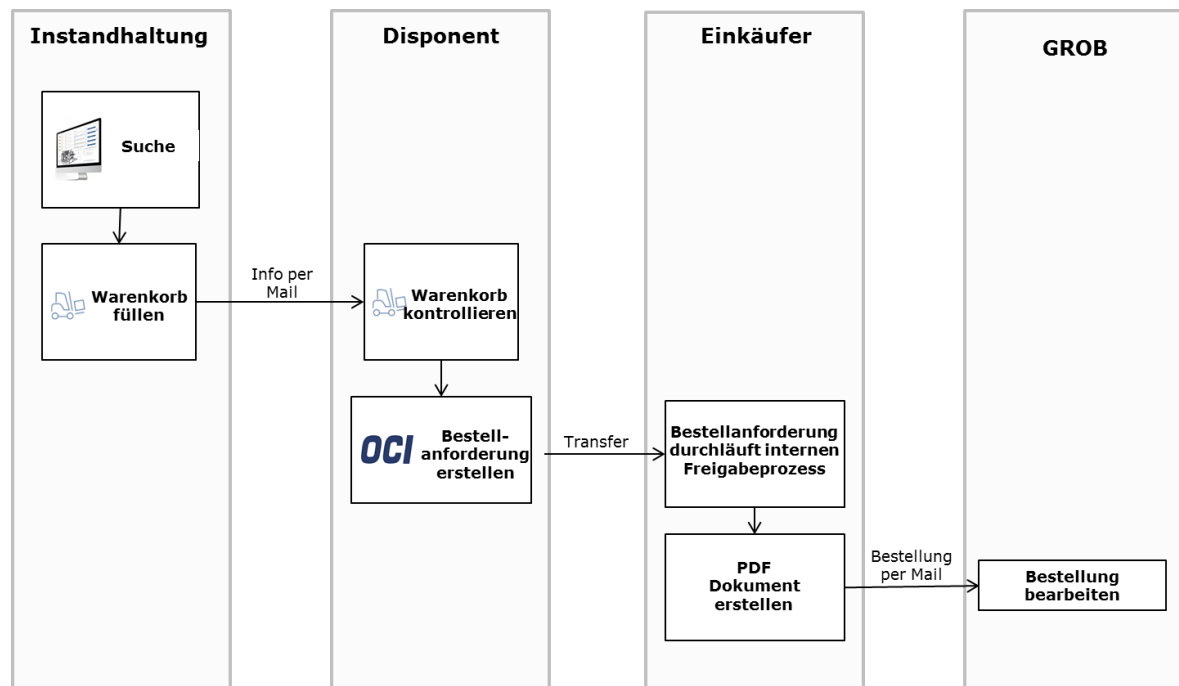 Instandhaltung
Disponent
Einkäufer
GROB
Suche
Warenkorb
füllen
Info per
Mail
Warenkorb
kontrollieren
OCI
Bestell-
anforderung
erstellen
Transfer
Bestellanforderung
durchläuft internen
Freigabeprozess
PDF
Dokument
erstellen
Bestellung
per Mail
Bestellung
bearbeiten